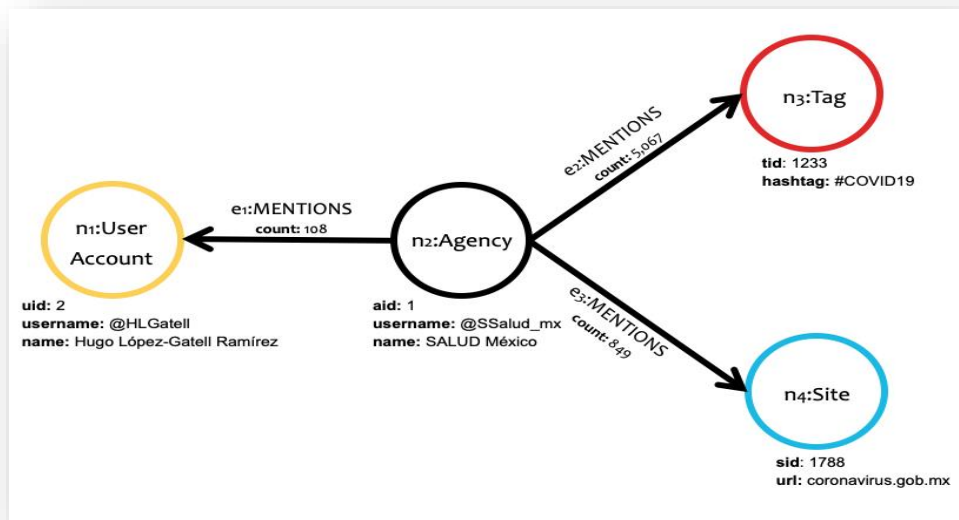 n1:User
Account
uid: 2
username: @HLGatell
name: Hugo López-Gatell Ramírez
e1:MENTIONS
count: 108
n2:Agency
aid: 1
username: @SSalud_mx
name: SALUD México
e2:MENTIONS
count: 5,067
n3:Tag
tid: 1233
hashtag: #COVID19
e3:MENTIONS
count: 849
n4:Site
sid: 1788
url: coronavirus.gob.mx